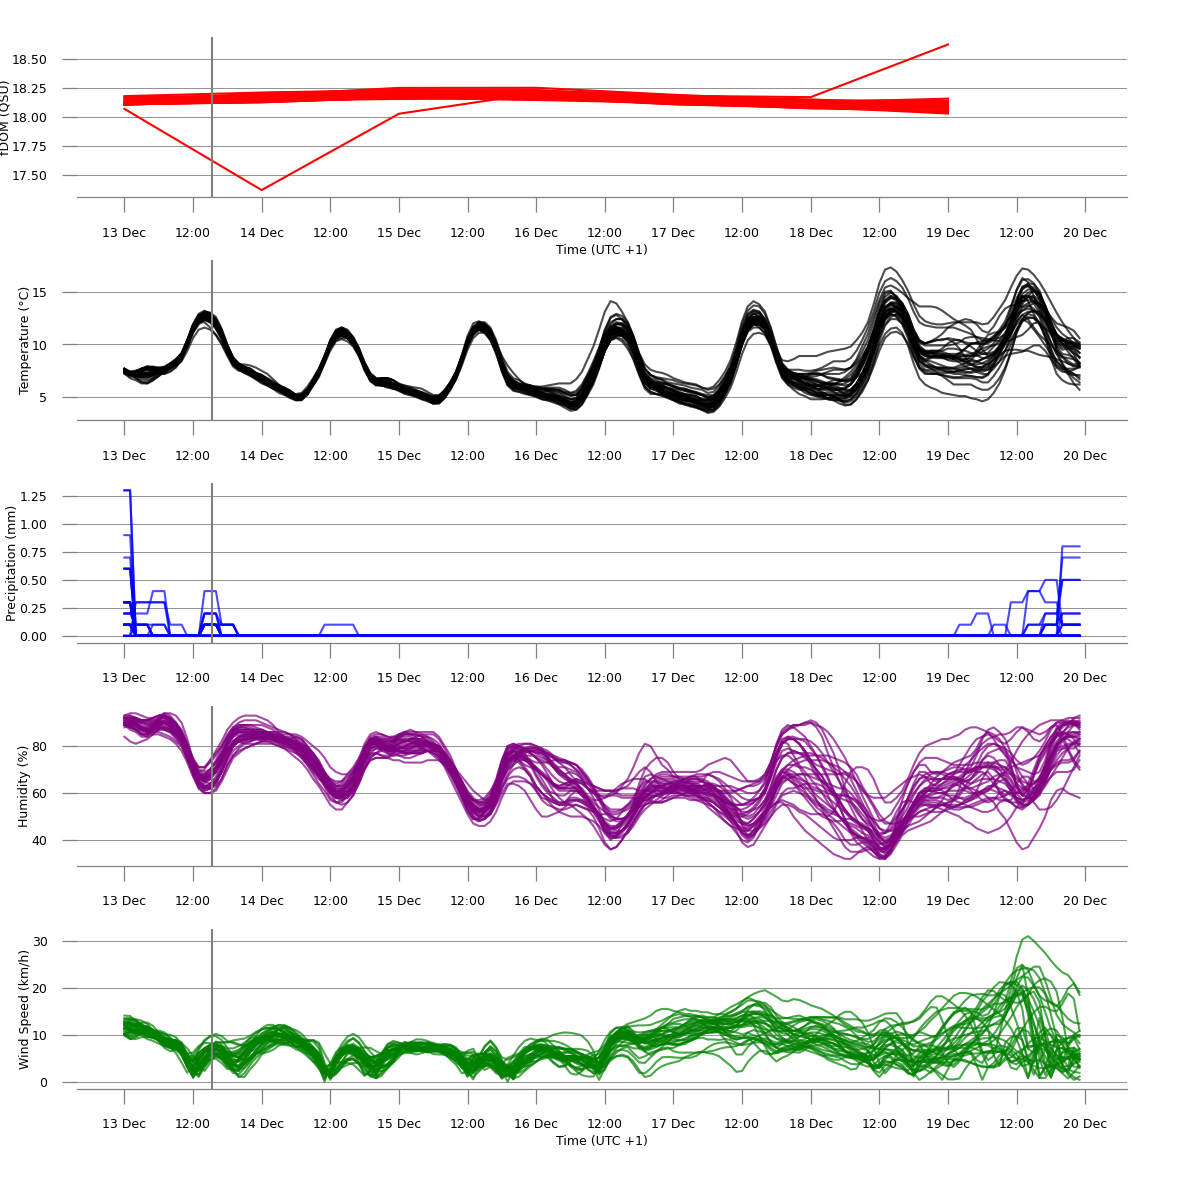 18.50
18.25
18.00
17.75
17.50
fDOM (QSU)
13 Dec 12:00 14 Dec 12:00 15 Dec 12:00 16 Dec 12:00 17 Dec 12:00 18 Dec 12:00 19 Dec 12:00 20 Dec
Time (UTC +1)
15
10
5
Temperature (°C)
13 Dec 12:00 14 Dec 12:00 15 Dec 12:00 16 Dec 12:00 17 Dec 12:00 18 Dec 12:00 19 Dec 12:00 20 Dec
1.25
1.00
0.75
0.50
0.25
0.00
Precipitation (mm)
13 Dec 12:00 14 Dec 12:00 15 Dec 12:00 16 Dec 12:00 17 Dec 12:00 18 Dec 12:00 19 Dec 12:00 20 Dec
80
60
40
Humidity (%)
13 Dec 12:00 14 Dec 12:00 15 Dec 12:00 16 Dec 12:00 17 Dec 12:00 18 Dec 12:00 19 Dec 12:00 20 Dec
30
20
10
0
Wind Speed (km/h)
13 Dec 12:00 14 Dec 12:00 15 Dec 12:00 16 Dec 12:00 17 Dec 12:00 18 Dec 12:00 19 Dec 12:00 20 Dec
Time (UTC +1)